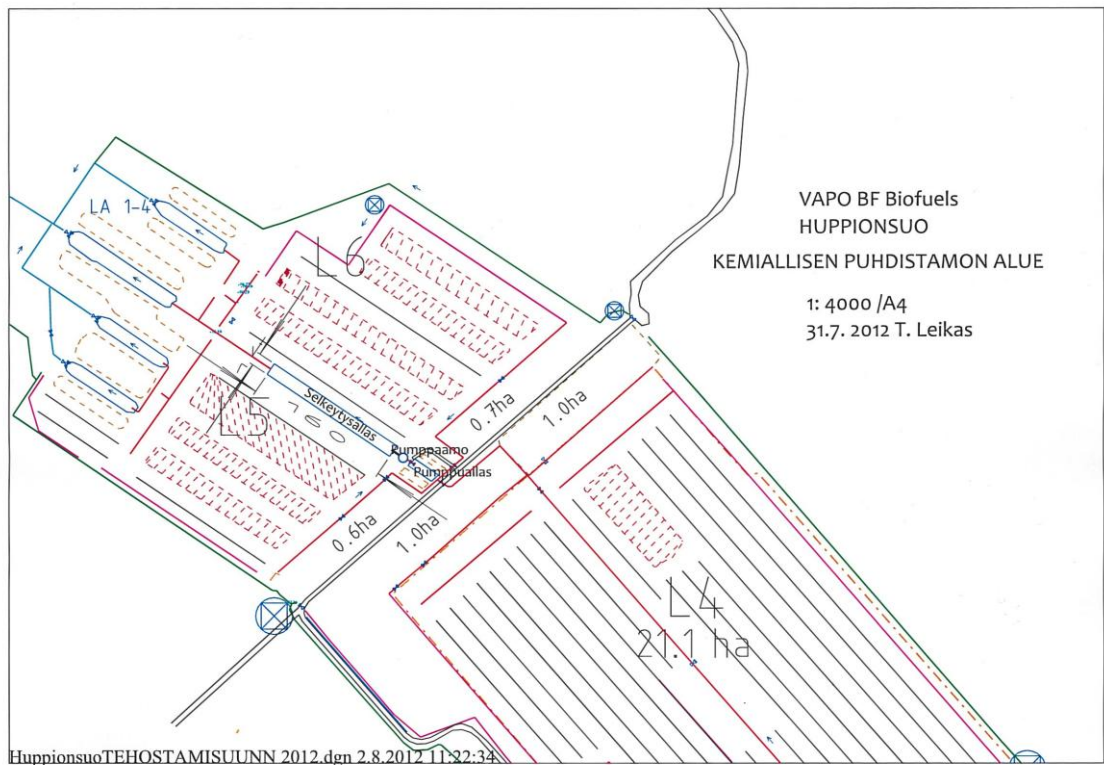 VAPO BF Biofuels
HUPPIONSUO
KEMIALLISEN PUHDISTAMON ALUE
1: 4000 /A4
31.7. 2012 T. Leikas
LA 1-4
L6
L5
Selkeytysallas
760
Pumppaamo
Pumppuallas
0.7ha
1.0ha
0.6ha
1.0ha
L4
21.1 ha
HuppionsuoTEHOSTAMISUUNN 2012.dgn 2.8.2012 11:22:34